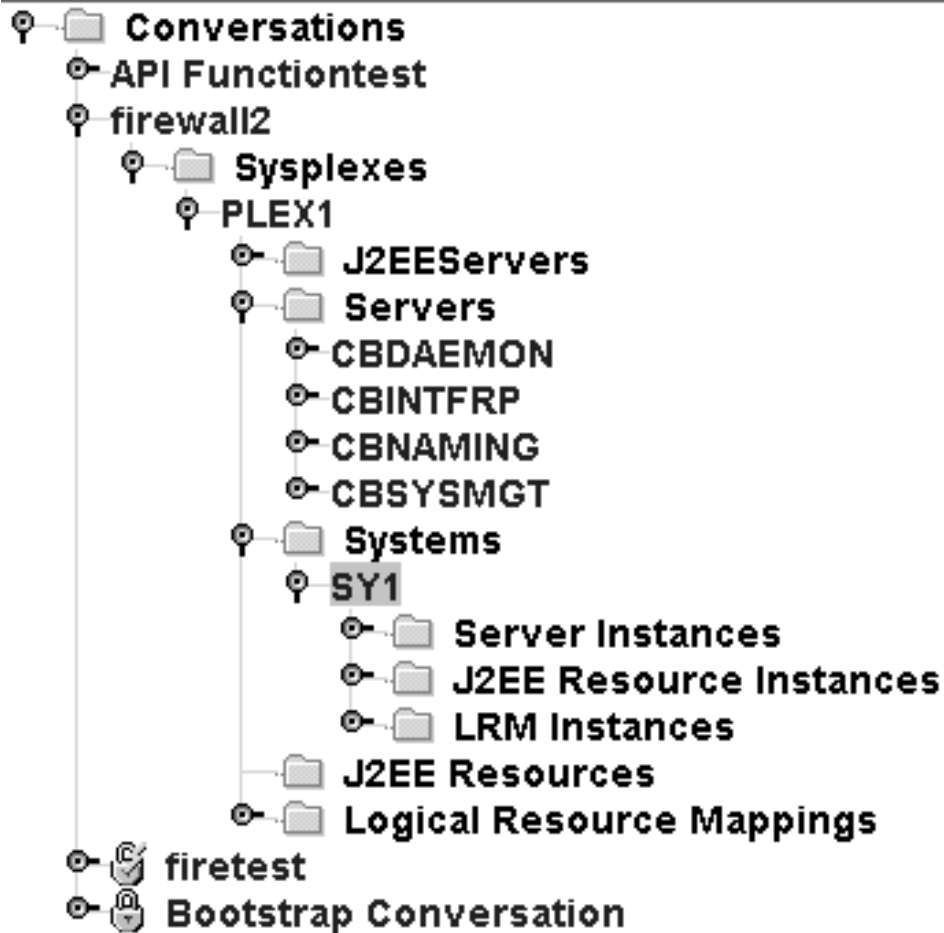 Conversations
API Functiontest
firewall2
Sysplexes
PLEX1
J2EEServers
Servers
CBDAEMON
CBINTFRP
CBNAMING
CBSYSMGT
Systems
SY1
Server Instances
J2EE Resource Instances
LRM Instances
J2EE Resources
Logical Resource Mappings
firetest
Bootstrap Conversation